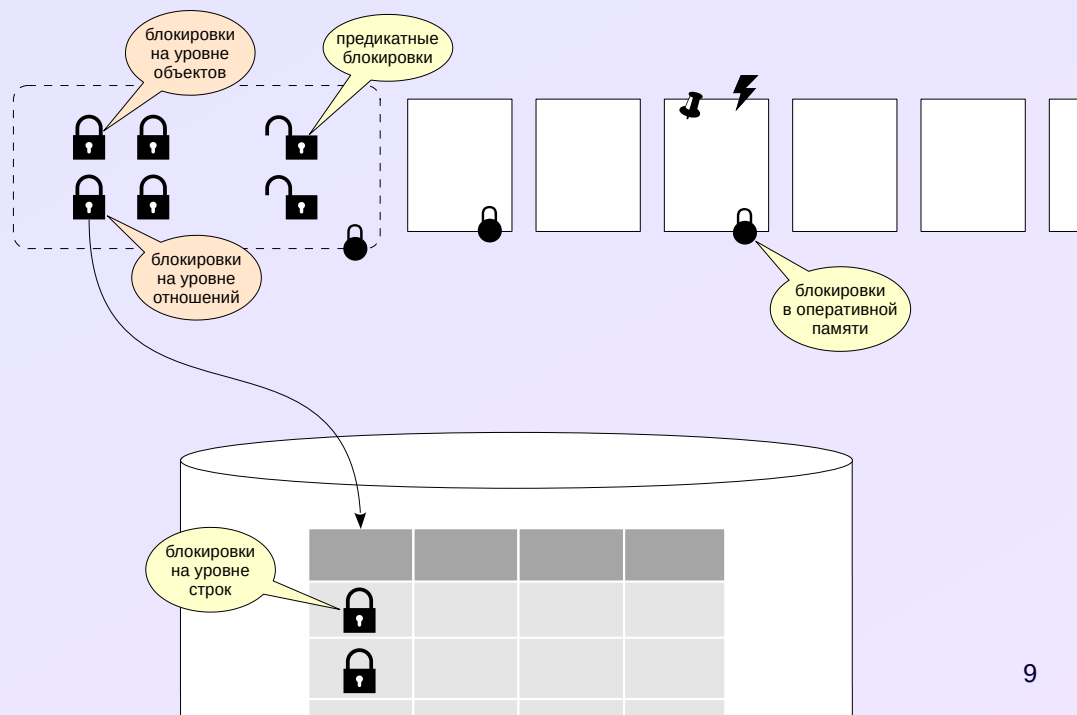 блокировки
на уровне
объектов
предикатные
блокировки
блокировки
на уровне
отношений
блокировки
в оперативной
памяти
блокировки
на уровне
строк
9